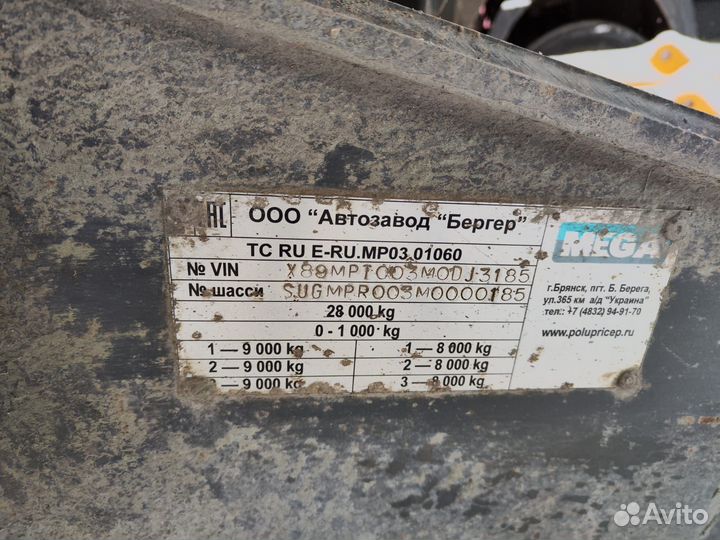 EAC ООО "Автозавод "Бергер"
TC RU E-RU.MP03.01060
№ VIN X89MPT003M0DJ3185
№ шасси SUGMPR003M0000185
28 000 kg
0 - 1 000 kg
1 — 9 000 kg 1 — 8 000 kg
2 — 9 000 kg 2 — 8 000 kg
— 9 000 kg 3 — 8 000 kg
MEGA
г.Брянск, пгт. Б. Берега,
ул.365 км а/д "Украина"
тел.: +7 (4832) 94-91-70
www.polupricep.ru
Avito